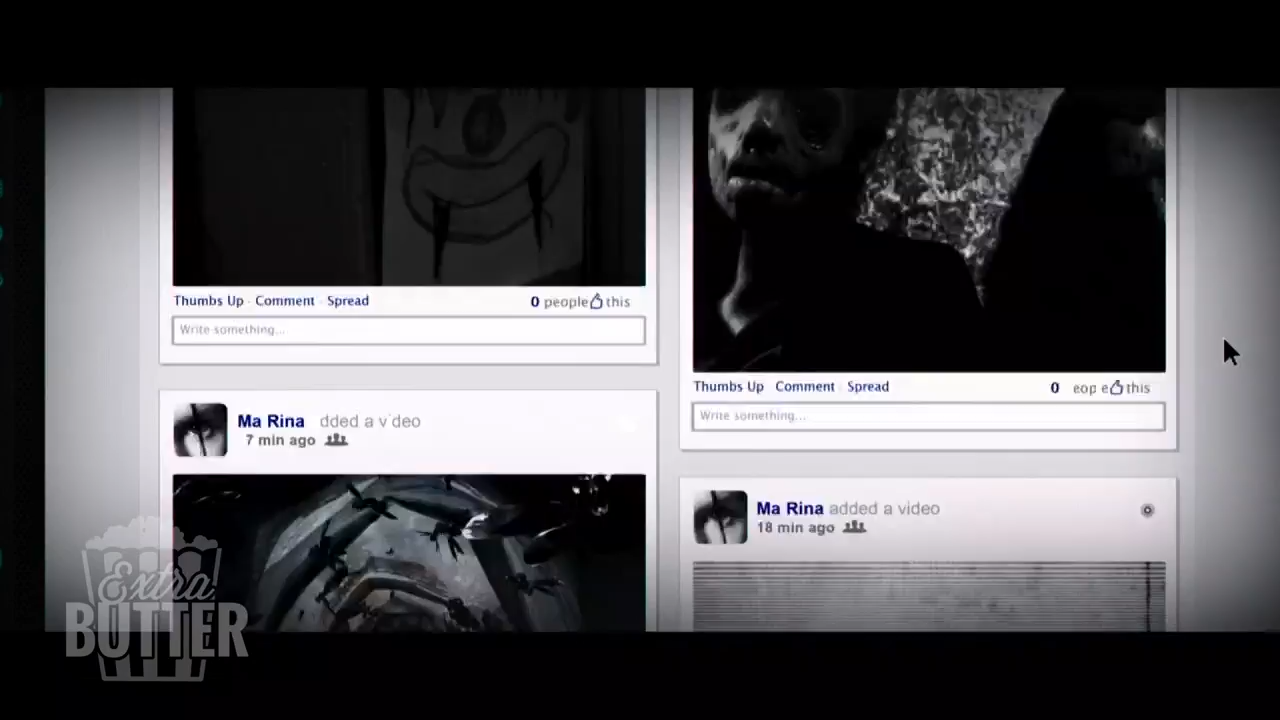 Thumbs Up · Comment · Spread
0 people this
Write something...
Ma Rina dded a v deo
7 min ago
Thumbs Up Comment Spread
0 eop e this
Write something...
Ma Rina added a video
18 min ago
Extra
BUTTER